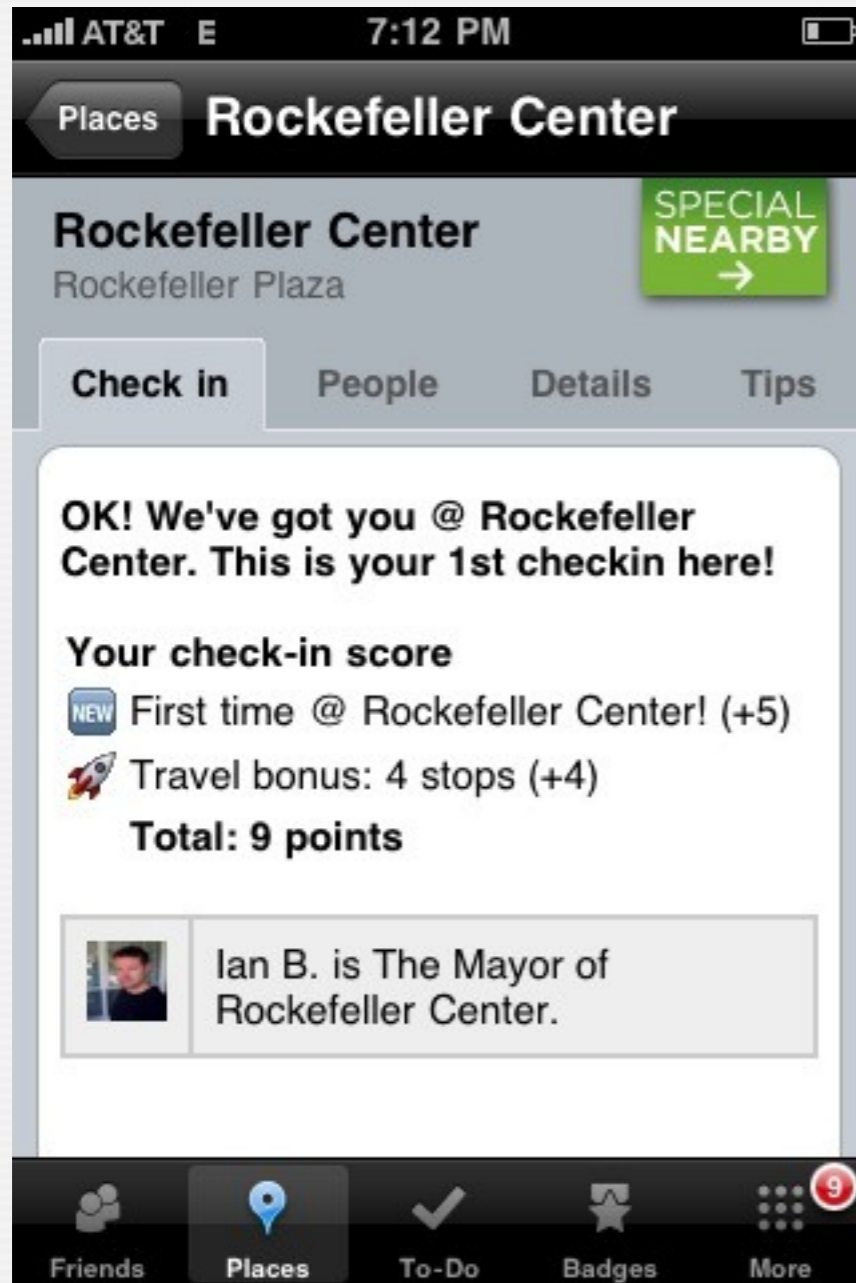 AT&T E 7:12 PM
Places Rockefeller Center
Rockefeller Center
Rockefeller Plaza
SPECIAL
NEARBY
→
Check in People Details Tips
OK! We've got you @ Rockefeller
Center. This is your 1st checkin here!
Your check-in score
NEW First time @ Rockefeller Center! (+5)
Travel bonus: 4 stops (+4)
Total: 9 points
Ian B. is The Mayor of
Rockefeller Center.
9
Friends Places To-Do Badges More